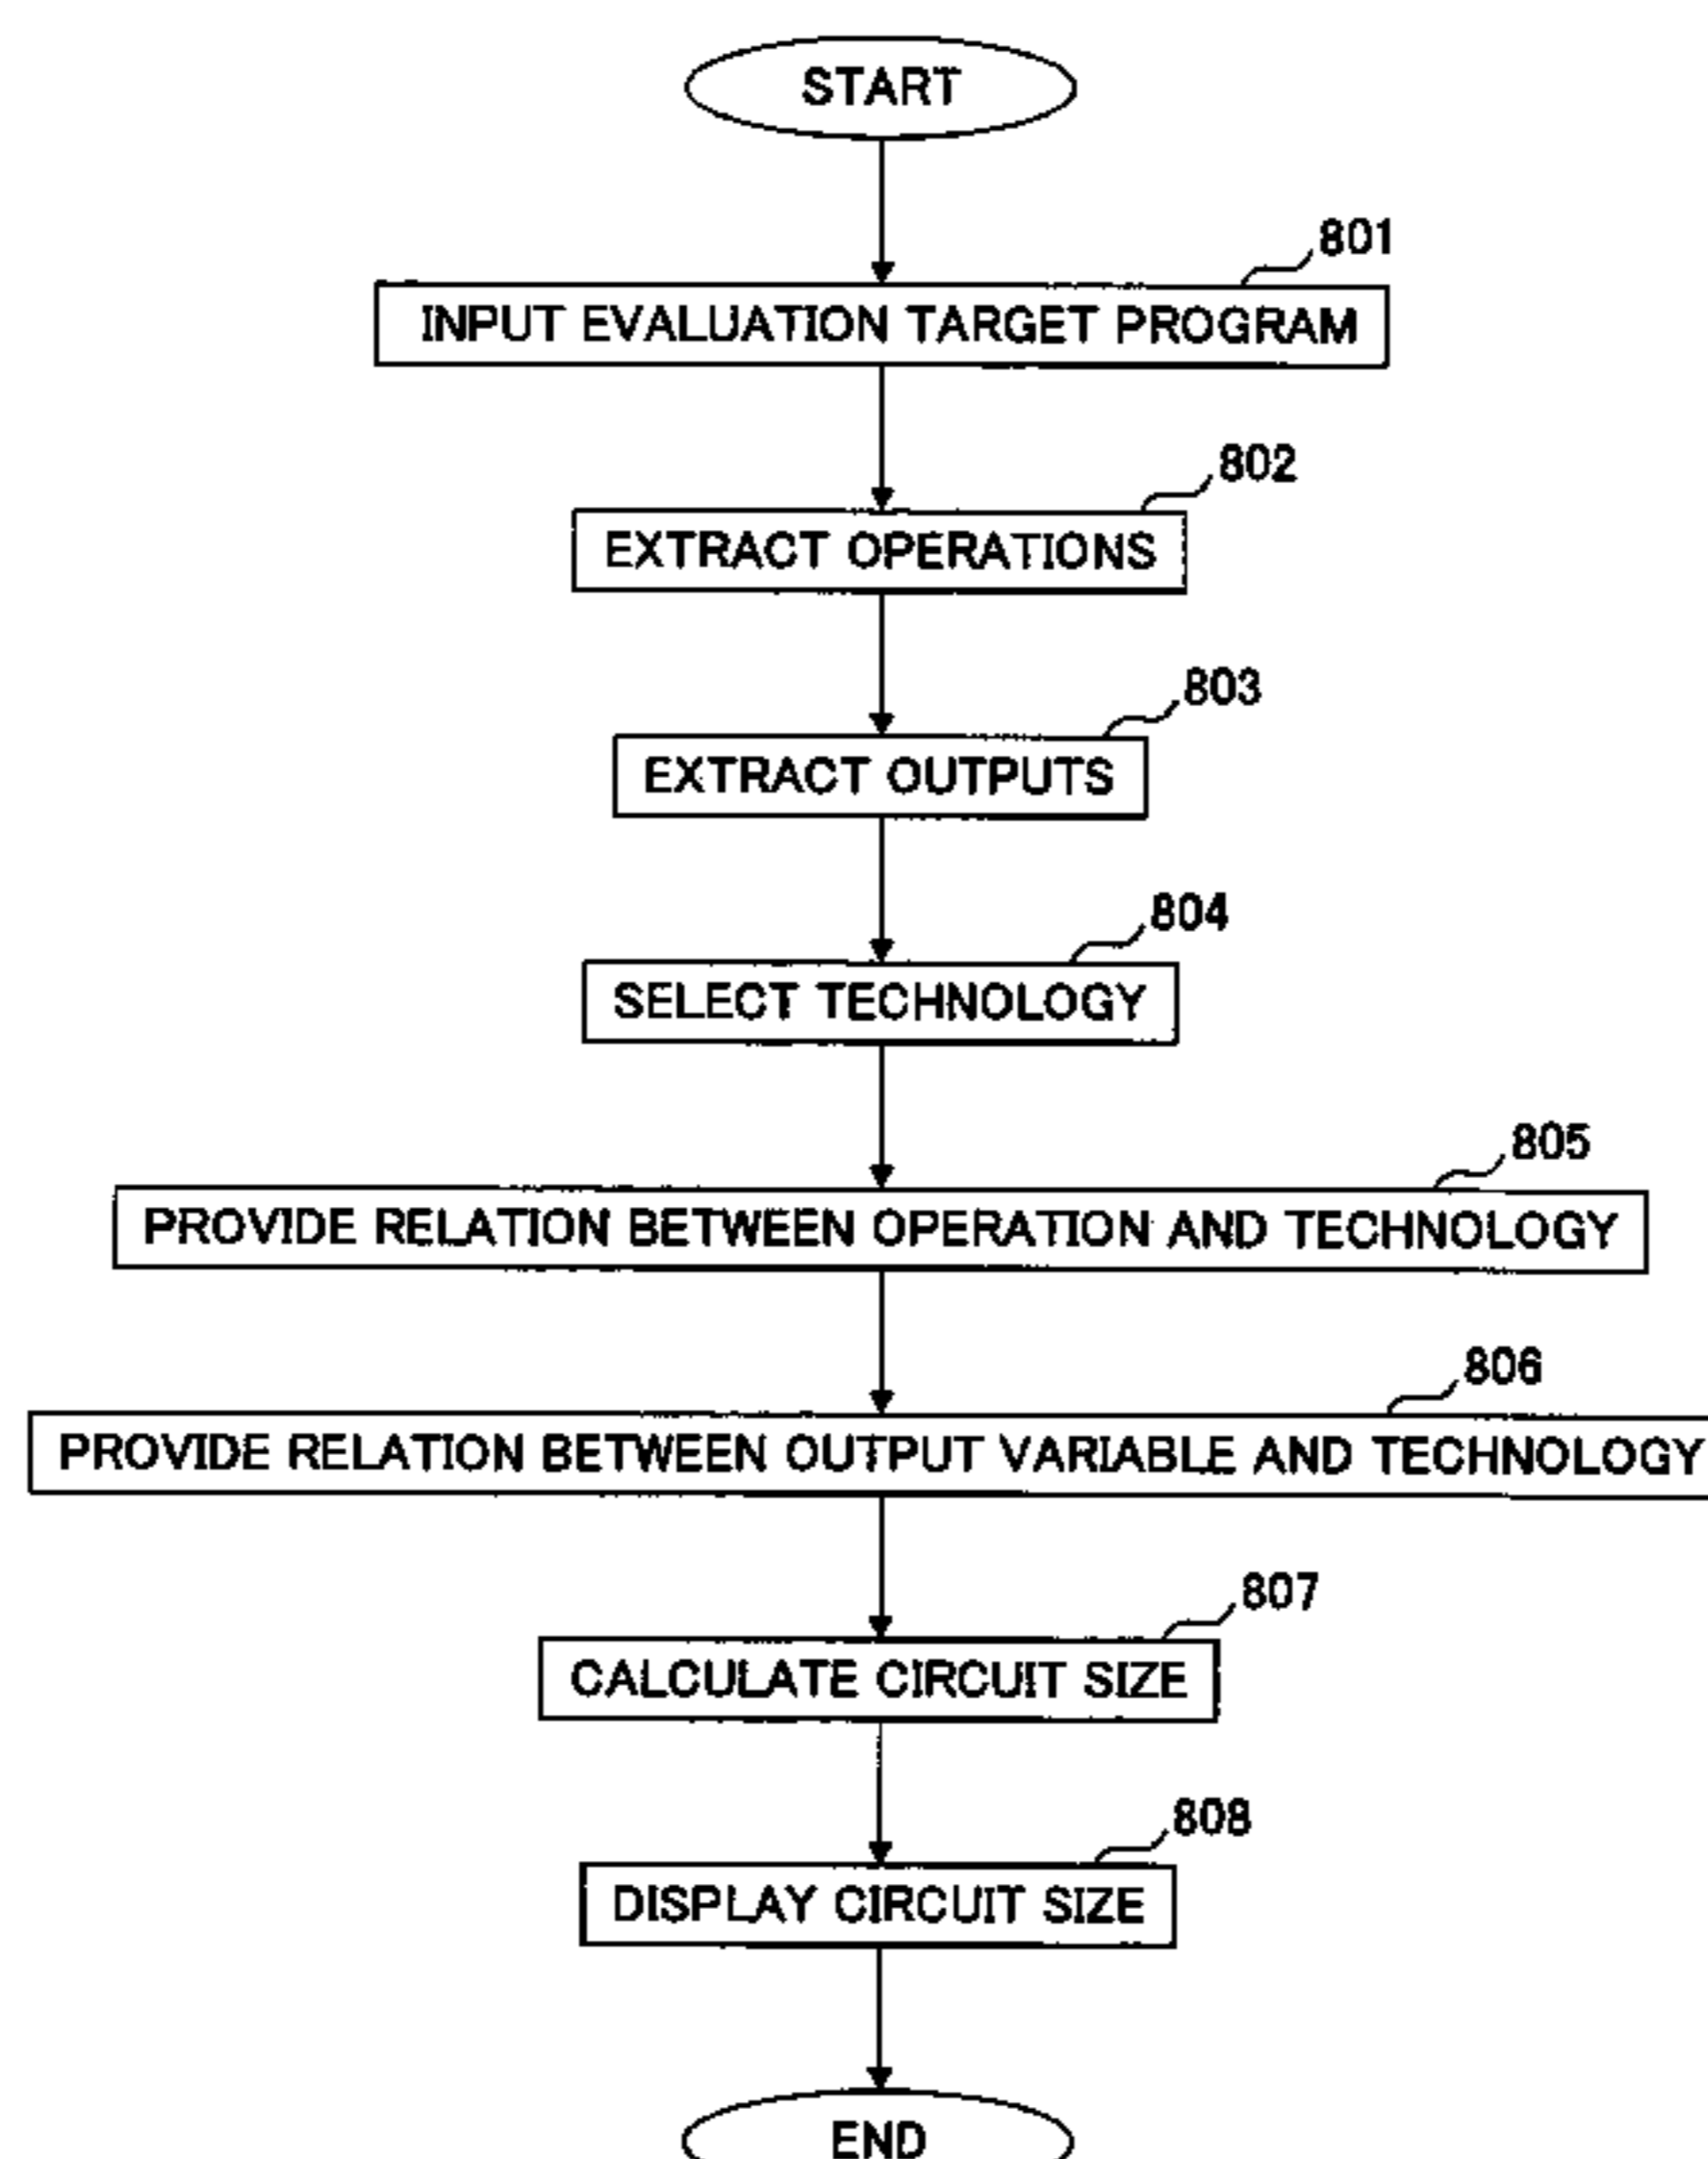 START
801
INPUT EVALUATION TARGET PROGRAM
802
EXTRACT OPERATIONS
803
EXTRACT OUTPUTS
804
SELECT TECHNOLOGY
805
PROVIDE RELATION BETWEEN OPERATION AND TECHNOLOGY
806
PROVIDE RELATION BETWEEN OUTPUT VARIABLE AND TECHNOLOGY
807
CALCULATE CIRCUIT SIZE
808
DISPLAY CIRCUIT SIZE
END